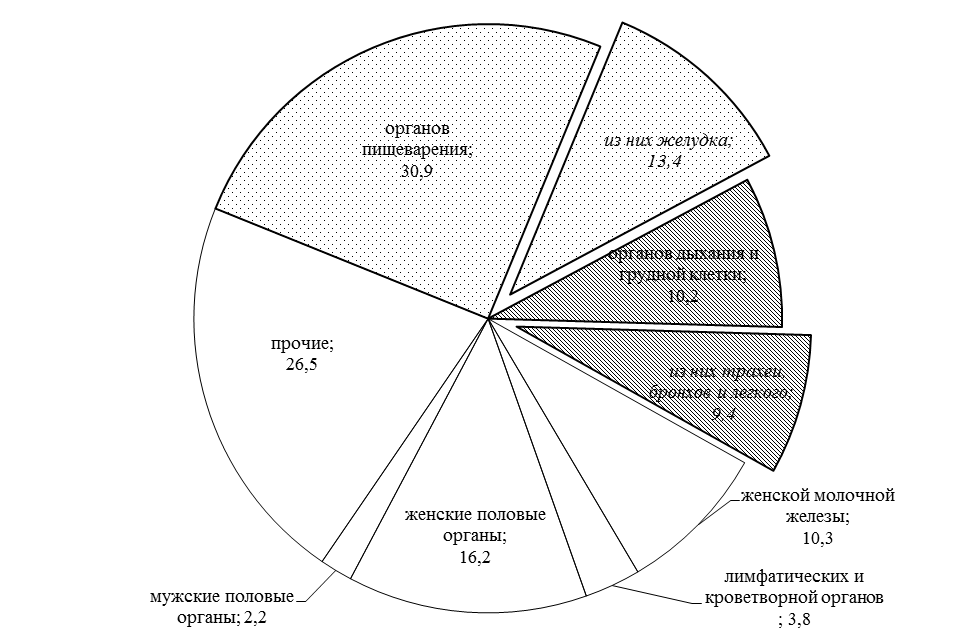 органов
пищеварения;
30,9
из них желудка;
13,4
органов дыхания и
грудной клетки;
10,2
из них трахеи,
бронхов и легкого;
9,4
женской молочной
железы;
10,3
лимфатических и
кроветворной органов
; 3,8
женские половые
органы;
16,2
мужские половые
органы; 2,2
прочие;
26,5